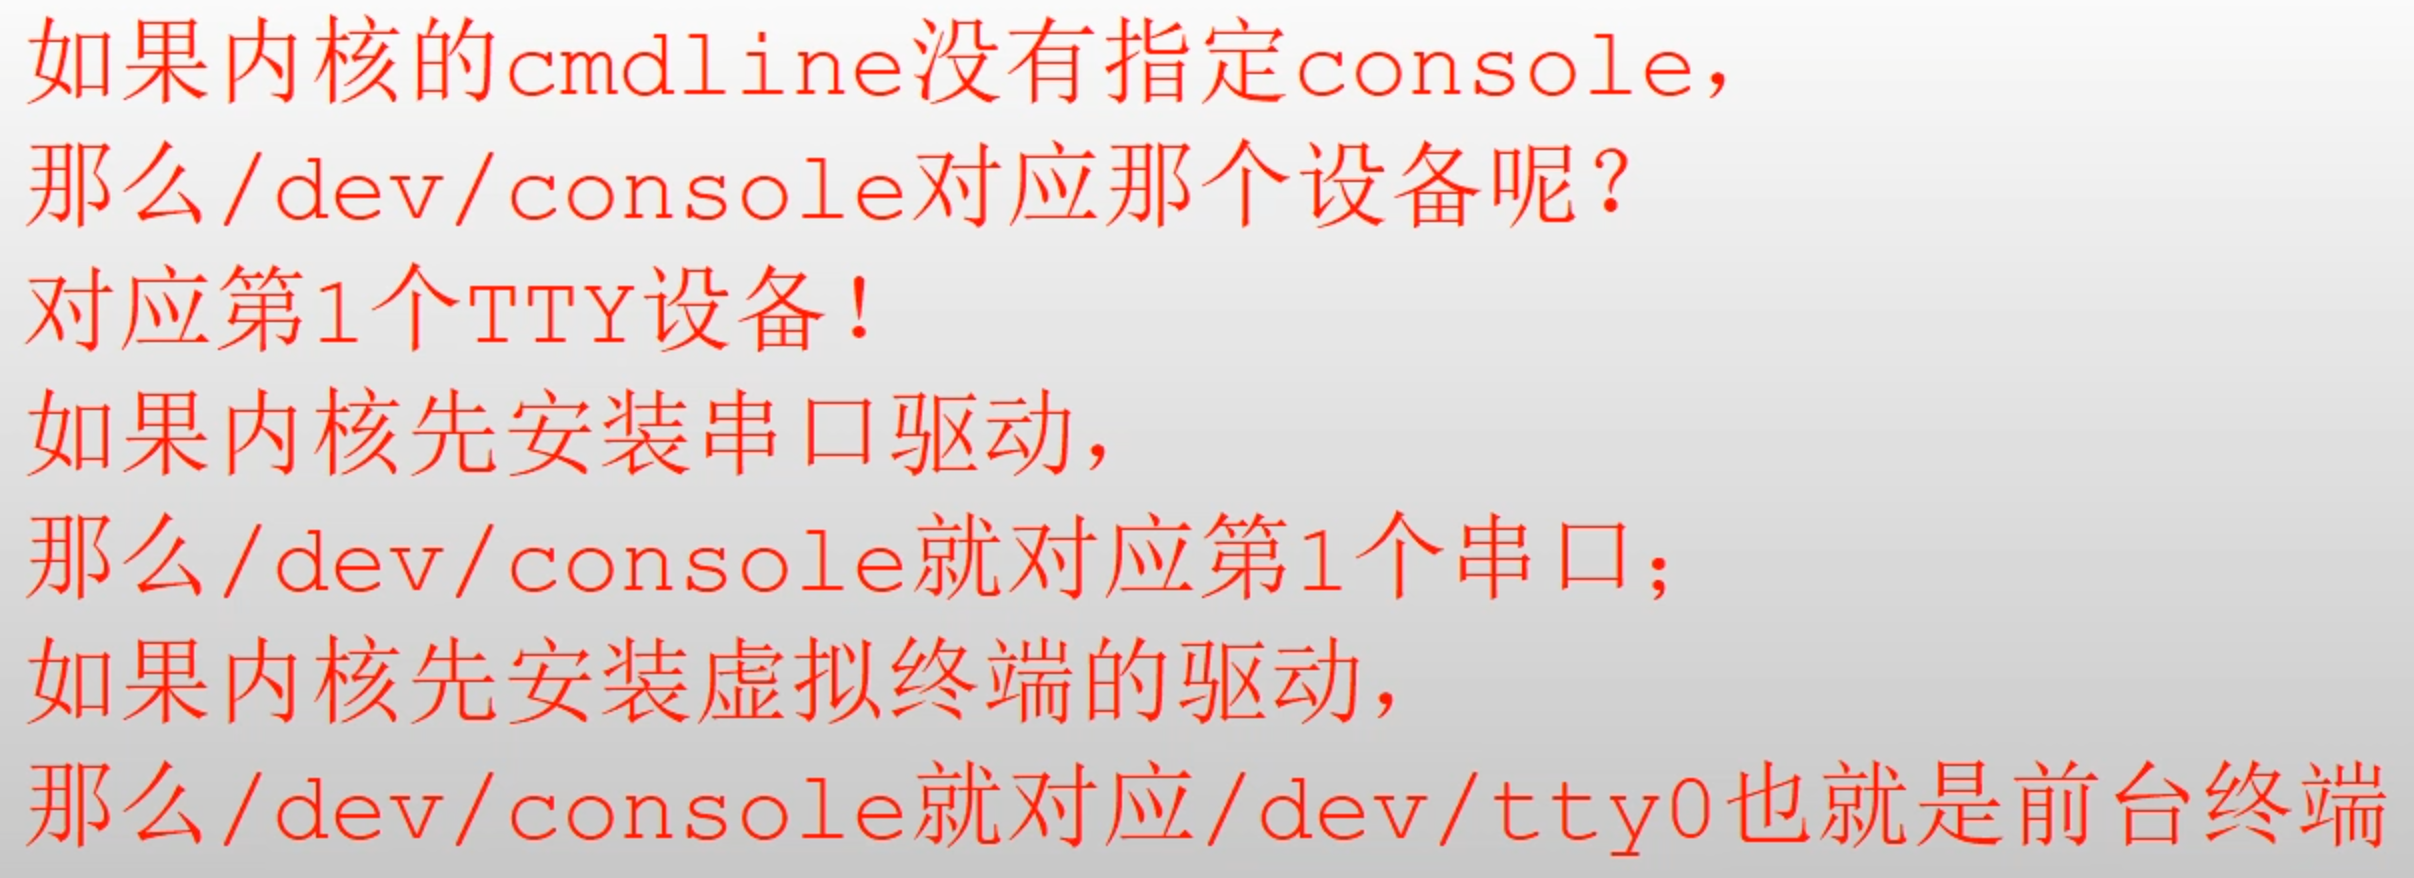 如果内核的cmdline没有指定console，
那么/dev/console对应那个设备呢？
对应第1个TTY设备！
如果内核先安装串口驱动，
那么/dev/console就对应第1个串口；
如果内核先安装虚拟终端的驱动，
那么/dev/console就对应/dev/tty0也就是前台终端